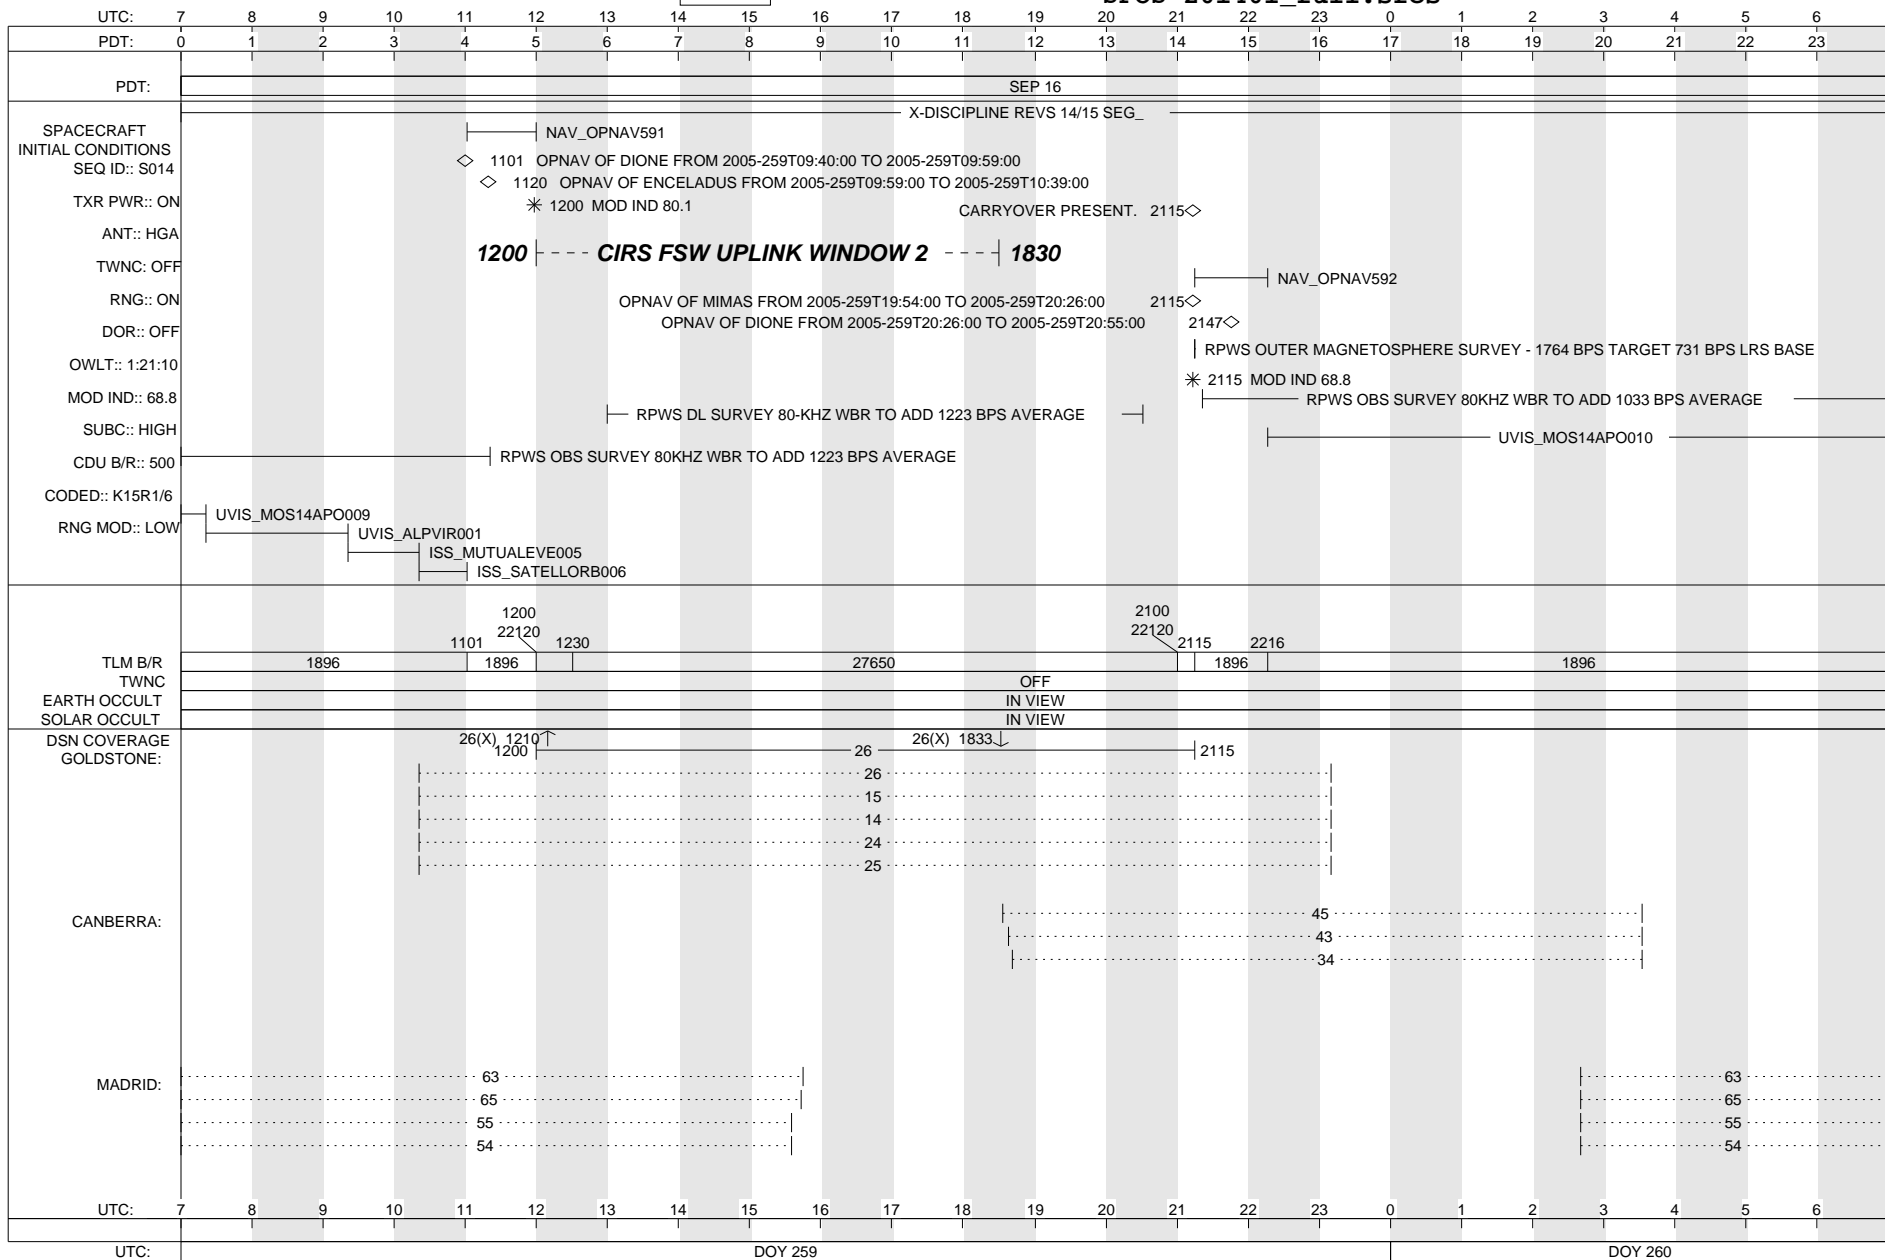 UTC: 7 8 9 10 11 12 13 14 15 16 17 18 19 20 21 22 23 0 1 2 3 4 5 6
PDT: 0 1 2 3 4 5 6 7 8 9 10 11 12 13 14 15 16 17 18 19 20 21 22 23
PDT: SEP 16
X-DISCIPLINE REVS 14/15 SEG_
SPACECRAFT
INITIAL CONDITIONS
SEQ ID:: S014
TXR PWR:: ON
ANT:: HGA
TWNC: OFF
RNG:: ON
DOR:: OFF
OWLT:: 1:21:10
MOD IND:: 68.8
SUBC:: HIGH
CDU B/R:: 500
CODED:: K15R1/6
RNG MOD:: LOW
NAV_OPNAV591
1101 OPNAV OF DIONE FROM 2005-259T09:40:00 TO 2005-259T09:59:00
1120 OPNAV OF ENCELADUS FROM 2005-259T09:59:00 TO 2005-259T10:39:00
1200 MOD IND 80.1
CARRYOVER PRESENT. 2115
1200 CIRS FSW UPLINK WINDOW 2 1830
NAV_OPNAV592
OPNAV OF MIMAS FROM 2005-259T19:54:00 TO 2005-259T20:26:00 2115
OPNAV OF DIONE FROM 2005-259T20:26:00 TO 2005-259T20:55:00 2147
RPWS OUTER MAGNETOSPHERE SURVEY - 1764 BPS TARGET 731 BPS LRS BASE
2115 MOD IND 68.8
RPWS OBS SURVEY 80KHZ WBR TO ADD 1033 BPS AVERAGE
RPWS DL SURVEY 80-KHZ WBR TO ADD 1223 BPS AVERAGE
UVIS_MOS14APO010
RPWS OBS SURVEY 80KHZ WBR TO ADD 1223 BPS AVERAGE
UVIS_MOS14APO009
UVIS_ALPVIR001
ISS_MUTUALEVE005
ISS_SATELLORB006
1200 2100
22120 22120
1101 1230 2115 2216
TLM B/R 1896 1896 27650 1896 1896
TWNC OFF
EARTH OCCULT IN VIEW
SOLAR OCCULT IN VIEW
DSN COVERAGE 26(X) 1210 26(X) 1833
GOLDSTONE: 1200 26 2115
26
15
14
24
25
CANBERRA: 45
43
34
MADRID: 63 63
65 65
55 55
54 54
UTC: 7 8 9 10 11 12 13 14 15 16 17 18 19 20 21 22 23 0 1 2 3 4 5 6
UTC: DOY 259 DOY 260